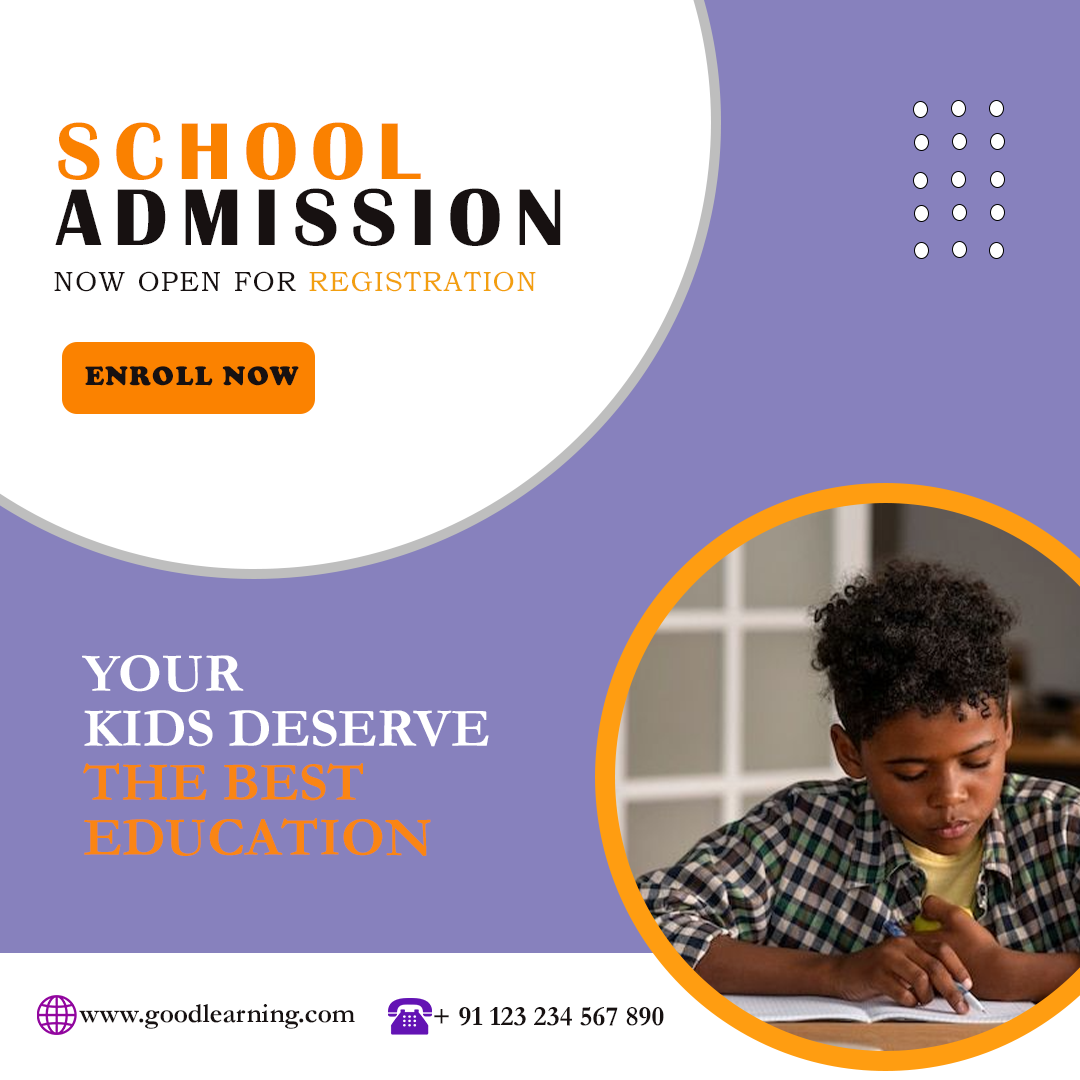 SCHOOL
ADMISSION
NOW OPEN FOR REGISTRATION
ENROLL NOW
YOUR
KIDS DESERVE
THE BEST
EDUCATION
www.goodlearning.com
+ 91 123 234 567 890